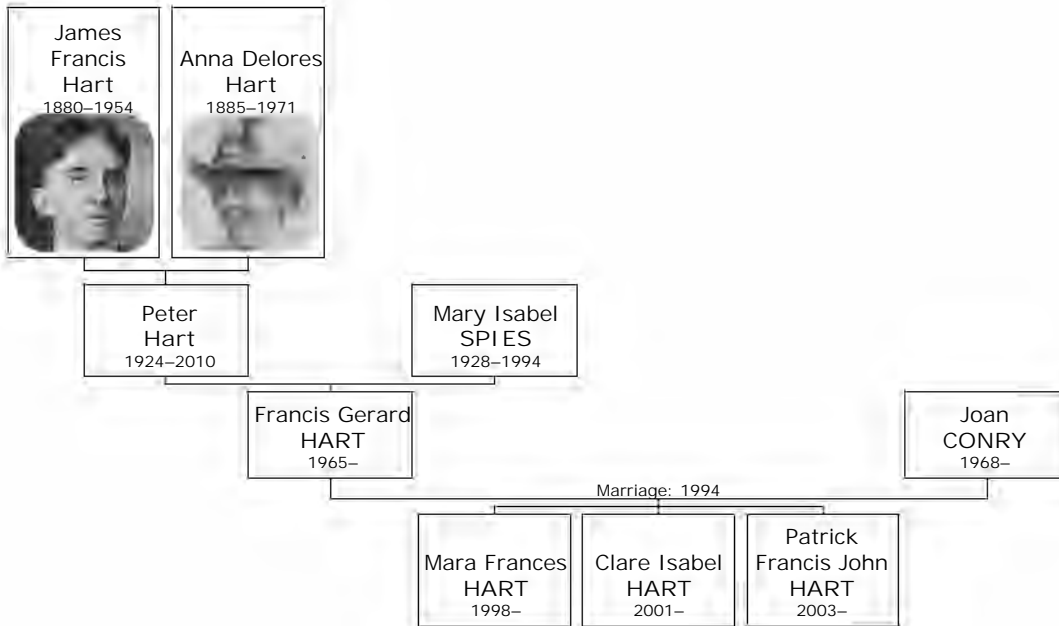 James
Francis
Hart
1880–1954
Anna Delores
Hart
1885–1971
Peter
Hart
1924–2010
Mary Isabel
SPIES
1928–1994
Francis Gerard
HART
1965–
Joan
CONRY
1968–
Marriage: 1994
Mara Frances
HART
1998–
Clare Isabel
HART
2001–
Patrick
Francis John
HART
2003–